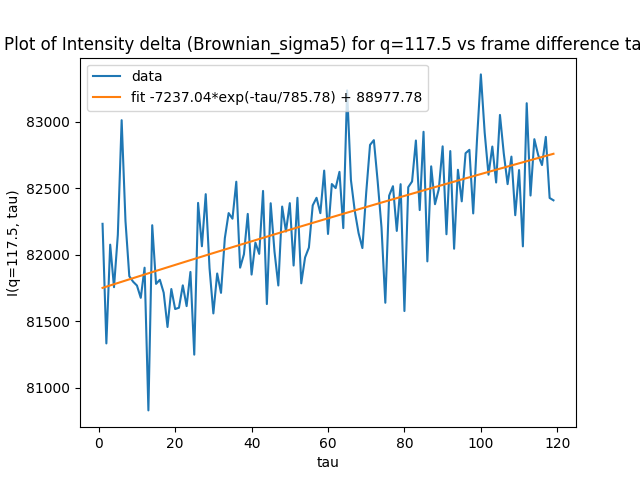 Plot of Intensity delta (Brownian_sigma5) for q=117.5 vs frame difference ta
data
fit -7237.04*exp(-tau/785.78) + 88977.78
83000
82500
82000
81500
81000
I(q=117.5, tau)
0 20 40 60 80 100 120
tau